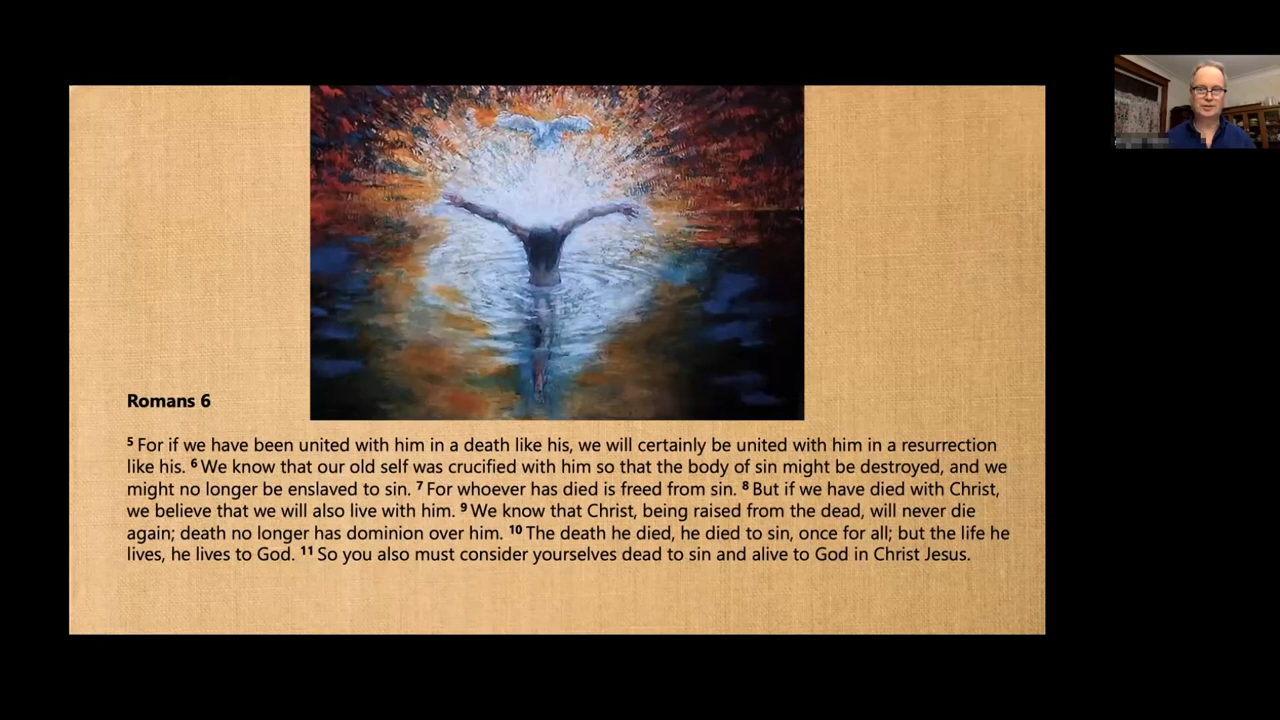 Romans 6
5 For if we have been united with him in a death like his, we will certainly be united with him in a resurrection
like his. 6 We know that our old self was crucified with him so that the body of sin might be destroyed, and we
might no longer be enslaved to sin. 7 For whoever has died is freed from sin. 8 But if we have died with Christ,
we believe that we will also live with him. 9 We know that Christ, being raised from the dead, will never die
again; death no longer has dominion over him. 10 The death he died, he died to sin, once for all; but the life he
lives, he lives to God. 11 So you also must consider yourselves dead to sin and alive to God in Christ Jesus.